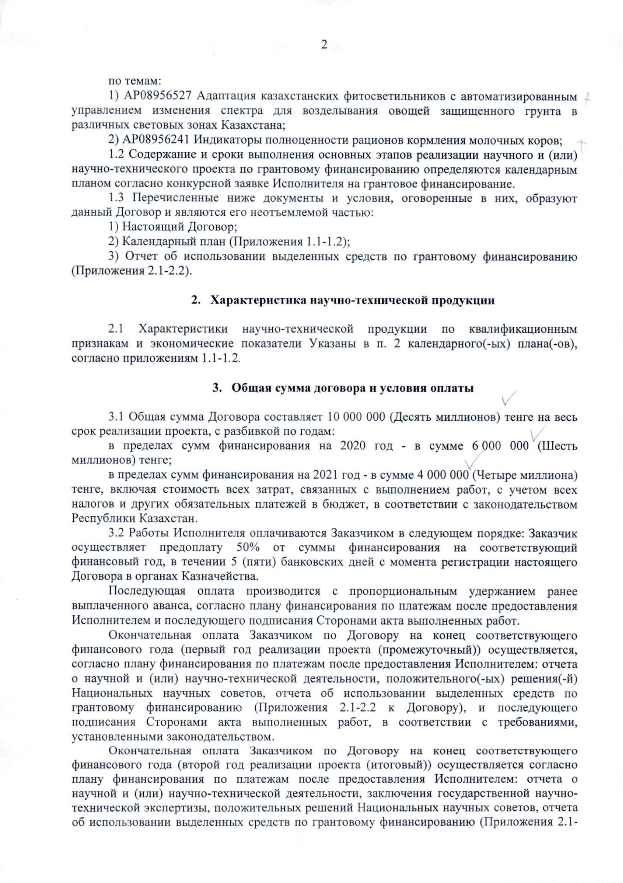 2
по темам:
1) АР08956527 Адаптация казахстанских фитосветильников с автоматизированным
управлением изменения спектра для возделывания овощей защищенного грунта в
различных световых зонах Казахстана;
2) АР08956241 Индикаторы полноценности рационов кормления молочных коров;
1.2 Содержание и сроки выполнения основных этапов реализации научного и (или)
научно-технического проекта по грантовому финансированию определяются календарным
планом согласно конкурсной заявке Исполнителя на грантовое финансирование.
1.3 Перечисленные ниже документы и условия, оговоренные в них, образуют
данный Договор и являются его неотъемлемой частью:
1) Настоящий Договор;
2) Календарный план (Приложения 1.1-1.2);
3) Отчет об использовании выделенных средств по грантовому финансированию
(Приложения 2.1-2.2).
2. Характеристика научно-технической продукции
2.1 Характеристики научно-технической продукции по квалификационным
признакам и экономические показатели Указаны в п. 2 календарного(-ых) плана(-ов),
согласно приложениям 1.1-1.2.
3. Общая сумма договора и условия оплаты
3.1 Общая сумма Договора составляет 10 000 000 (Десять миллионов) тенге на весь
срок реализации проекта, с разбивкой по годам:
в пределах сумм финансирования на 2020 год - в сумме 6 000 000 (Шесть
миллионов) тенге;
в пределах сумм финансирования на 2021 год - в сумме 4 000 000 (Четыре миллиона)
тенге, включая стоимость всех затрат, связанных с выполнением работ, с учетом всех
налогов и других обязательных платежей в бюджет, в соответствии с законодательством
Республики Казахстан.
3.2 Работы Исполнителя оплачиваются Заказчиком в следующем порядке: Заказчик
осуществляет предоплату 50% от суммы финансирования на соответствующий
финансовый год, в течении 5 (пяти) банковских дней с момента регистрации настоящего
Договора в органах Казначейства.
Последующая оплата производится с пропорциональным удержанием ранее
выплаченного аванса, согласно плану финансирования по платежам после предоставления
Исполнителем и последующего подписания Сторонами акта выполненных работ.
Окончательная оплата Заказчиком по Договору на конец соответствующего
финансового года (первый год реализации проекта (промежуточный)) осуществляется,
согласно плану финансирования по платежам после предоставления Исполнителем: отчета
о научной и (или) научно-технической деятельности, положительного(-ых) решения(-й)
Национальных научных советов, отчета об использовании выделенных средств по
грантовому финансированию (Приложения 2.1-2.2 к Договору), и последующего
подписания Сторонами акта выполненных работ, в соответствии с требованиями,
установленными законодательством.
Окончательная оплата Заказчиком по Договору на конец соответствующего
финансового года (второй год реализации проекта (итоговый)) осуществляется согласно
плану финансирования по платежам после предоставления Исполнителем: отчета о
научной и (или) научно-технической деятельности, заключения государственной научно-
технической экспертизы, положительных решений Национальных научных советов, отчета
об использовании выделенных средств по грантовому финансированию (Приложения 2.1-